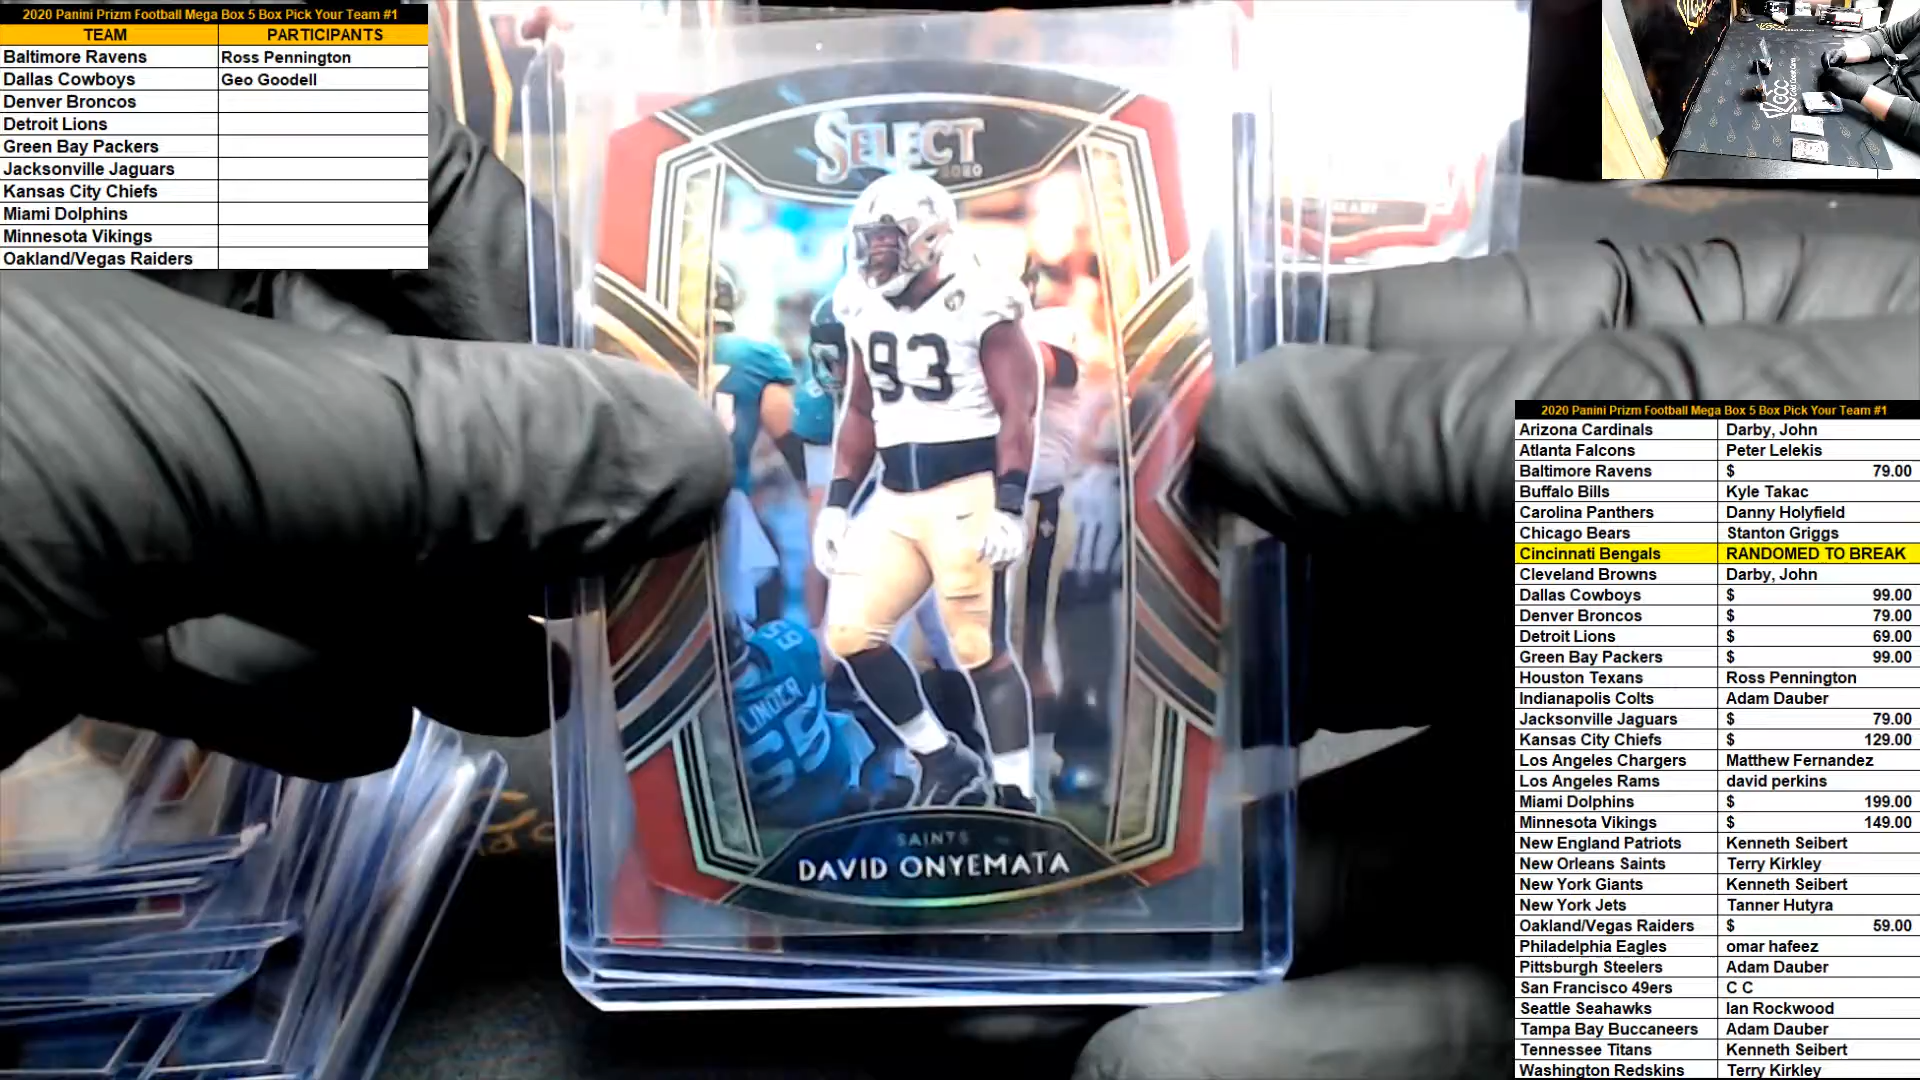 2020 Panini Prizm Football Mega Box 5 Box Pick Your Team #1
TEAM PARTICIPANTS
Baltimore Ravens Ross Pennington
Dallas Cowboys Geo Goodell
Denver Broncos
Detroit Lions
Green Bay Packers
Jacksonville Jaguars
Kansas City Chiefs
Miami Dolphins
Minnesota Vikings
Oakland/Vegas Raiders
SELECT
2020
93
59
LINDER
SAINTS
DAVID ONYEMATA
2020 Panini Prizm Football Mega Box 5 Box Pick Your Team #1
Arizona Cardinals Darby, John
Atlanta Falcons Peter Lelekis
Baltimore Ravens $ 79.00
Buffalo Bills Kyle Takac
Carolina Panthers Danny Holyfield
Chicago Bears Stanton Griggs
Cincinnati Bengals RANDOMED TO BREAK
Cleveland Browns Darby, John
Dallas Cowboys $ 99.00
Denver Broncos $ 79.00
Detroit Lions $ 69.00
Green Bay Packers $ 99.00
Houston Texans Ross Pennington
Indianapolis Colts Adam Dauber
Jacksonville Jaguars $ 79.00
Kansas City Chiefs $ 129.00
Los Angeles Chargers Matthew Fernandez
Los Angeles Rams david perkins
Miami Dolphins $ 199.00
Minnesota Vikings $ 149.00
New England Patriots Kenneth Seibert
New Orleans Saints Terry Kirkley
New York Giants Kenneth Seibert
New York Jets Tanner Hutyra
Oakland/Vegas Raiders $ 59.00
Philadelphia Eagles omar hafeez
Pittsburgh Steelers Adam Dauber
San Francisco 49ers C C
Seattle Seahawks Ian Rockwood
Tampa Bay Buccaneers Adam Dauber
Tennessee Titans Kenneth Seibert
Washington Redskins Terry Kirkley